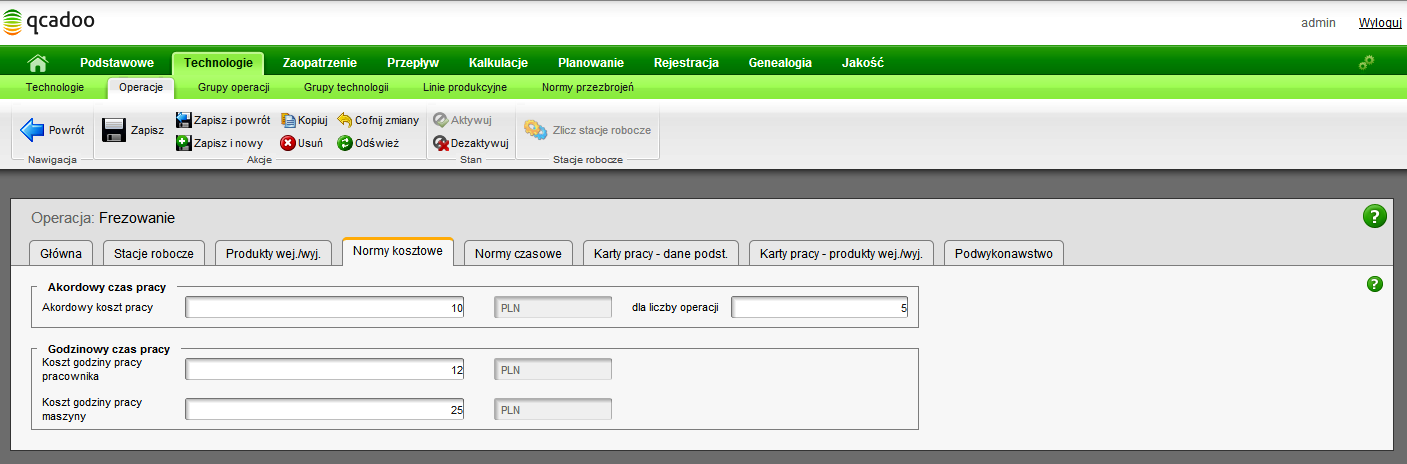 qcadoo
admin Wyloguj
Podstawowe Technologie Zaopatrzenie Przepływ Kalkulacje Planowanie Rejestracja Genealogia Jakość
Technologie Operacje Grupy operacji Grupy technologii Linie produkcyjne Normy przezbrojeń
Powrót
Nawigacja
Zapisz
Zapisz i powrót Kopiuj Cofnij zmiany
Zapisz i nowy Usuń Odśwież
Akcje
Aktywuj
Dezaktywuj
Stan
Zlicz stacje robocze
Stacje robocze
Operacja: Frezowanie
?
Główna Stacje robocze Produkty wej./wyj. Normy kosztowe Normy czasowe Karty pracy - dane podst. Karty pracy - produkty wej./wyj. Podwykonawstwo
?
Akordowy czas pracy
Akordowy koszt pracy 10 PLN dla liczby operacji 5
Godzinowy czas pracy
Koszt godziny pracy
pracownika 12 PLN
Koszt godziny pracy
maszyny 25 PLN